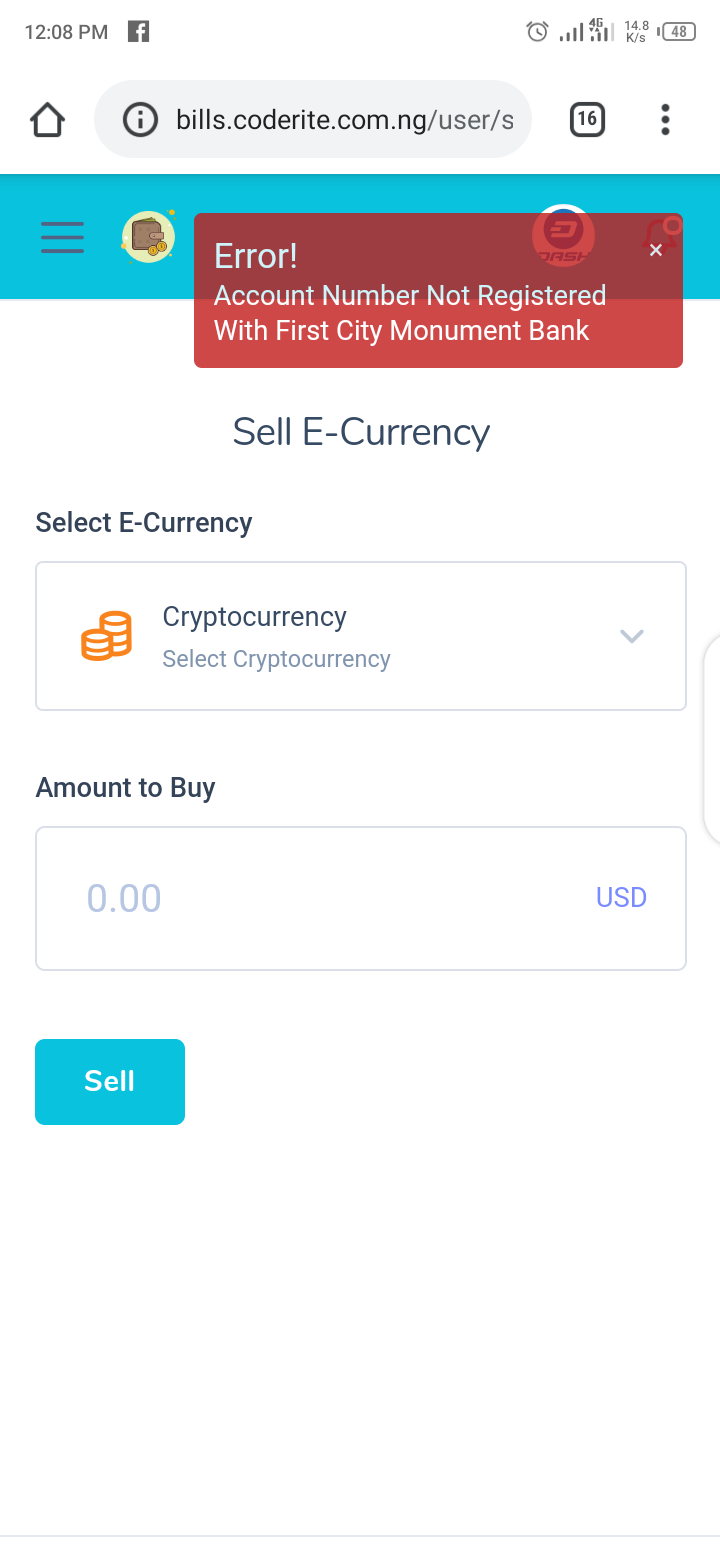 12:08 PM
4G
14.8
K/s
48
bills.coderite.com.ng/user/s
16
Error!
×
DASH
Account Number Not Registered
With First City Monument Bank
Sell E-Currency
Select E-Currency
Cryptocurrency
Select Cryptocurrency
Amount to Buy
0.00
USD
Sell